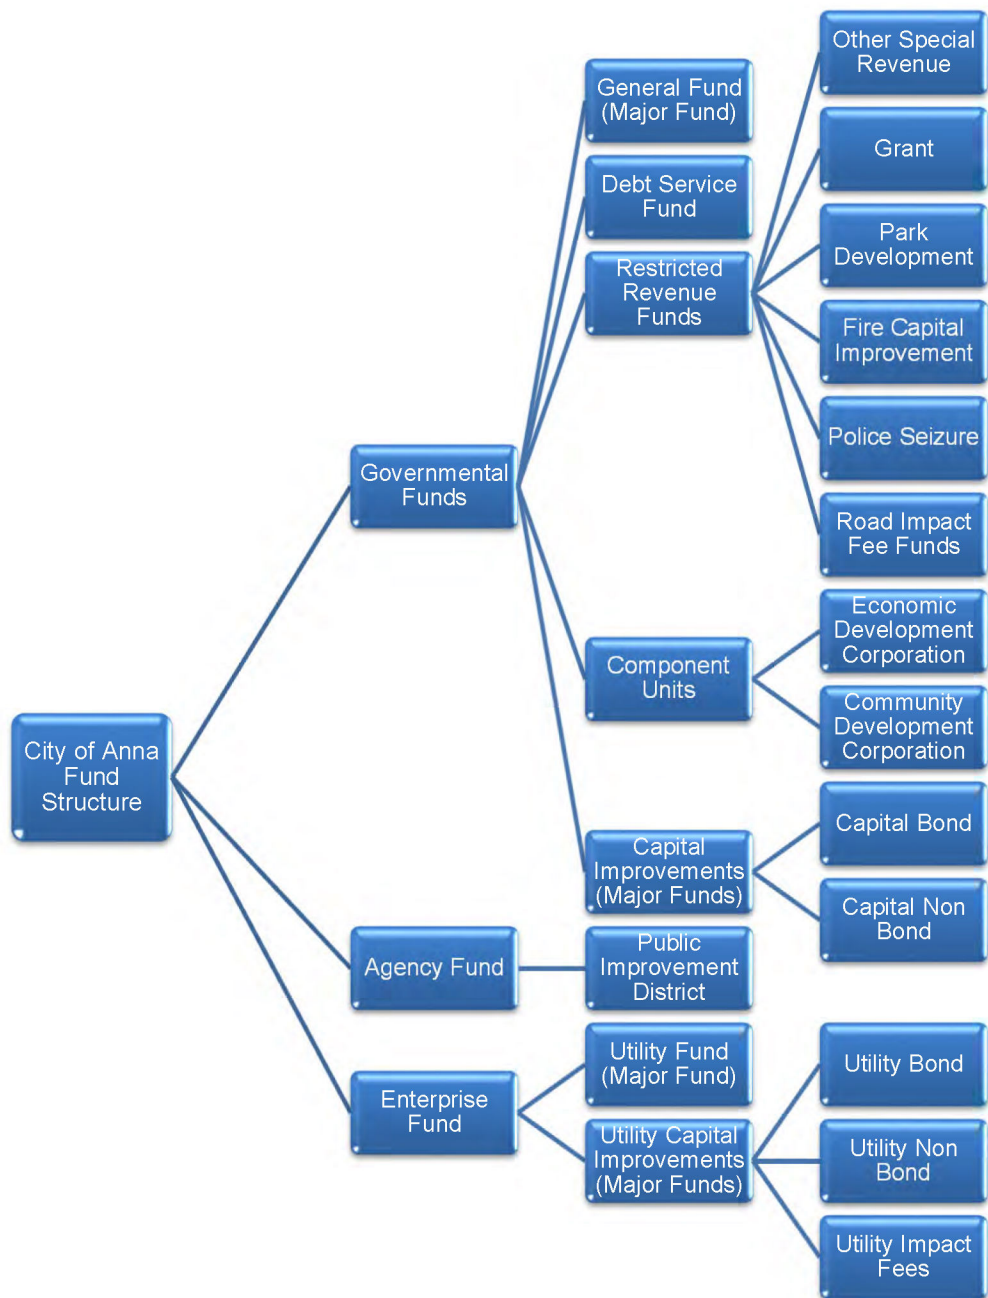 City of Anna
Fund
Structure
Governmental
Funds
General Fund
(Major Fund)
Debt Service
Fund
Restricted
Revenue
Funds
Other Special
Revenue
Grant
Park
Development
Fire Capital
Improvement
Police Seizure
Road Impact
Fee Funds
Component
Units
Economic
Development
Corporation
Community
Development
Corporation
Capital
Improvements
(Major Funds)
Capital Bond
Capital Non
Bond
Agency Fund
Public
Improvement
District
Enterprise
Fund
Utility Fund
(Major Fund)
Utility Capital
Improvements
(Major Funds)
Utility Bond
Utility Non
Bond
Utility Impact
Fees